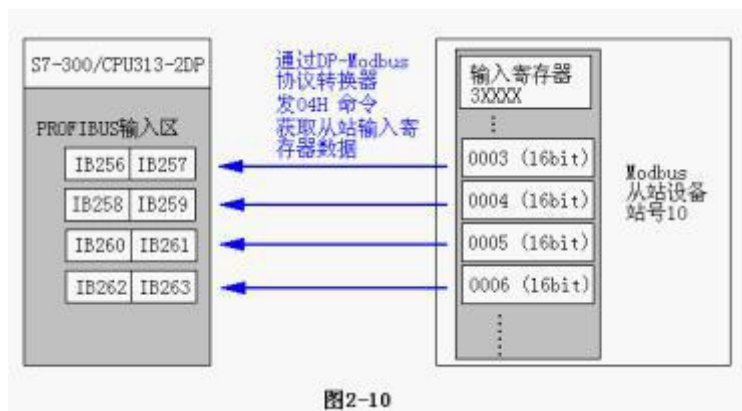 S7-300/CPU313-2DP
PROFIBUS输入区
IB256 IB257
IB258 IB259
IB260 IB261
IB262 IB263
通过DP-Modbus
协议转换器
发04H 命令
获取从站输入寄
存器数据
输入寄存器
3XXXX
0003 (16bit)
0004 (16bit)
0005 (16bit)
0006 (16bit)
Modbus
从站设备
站号10
图2-10